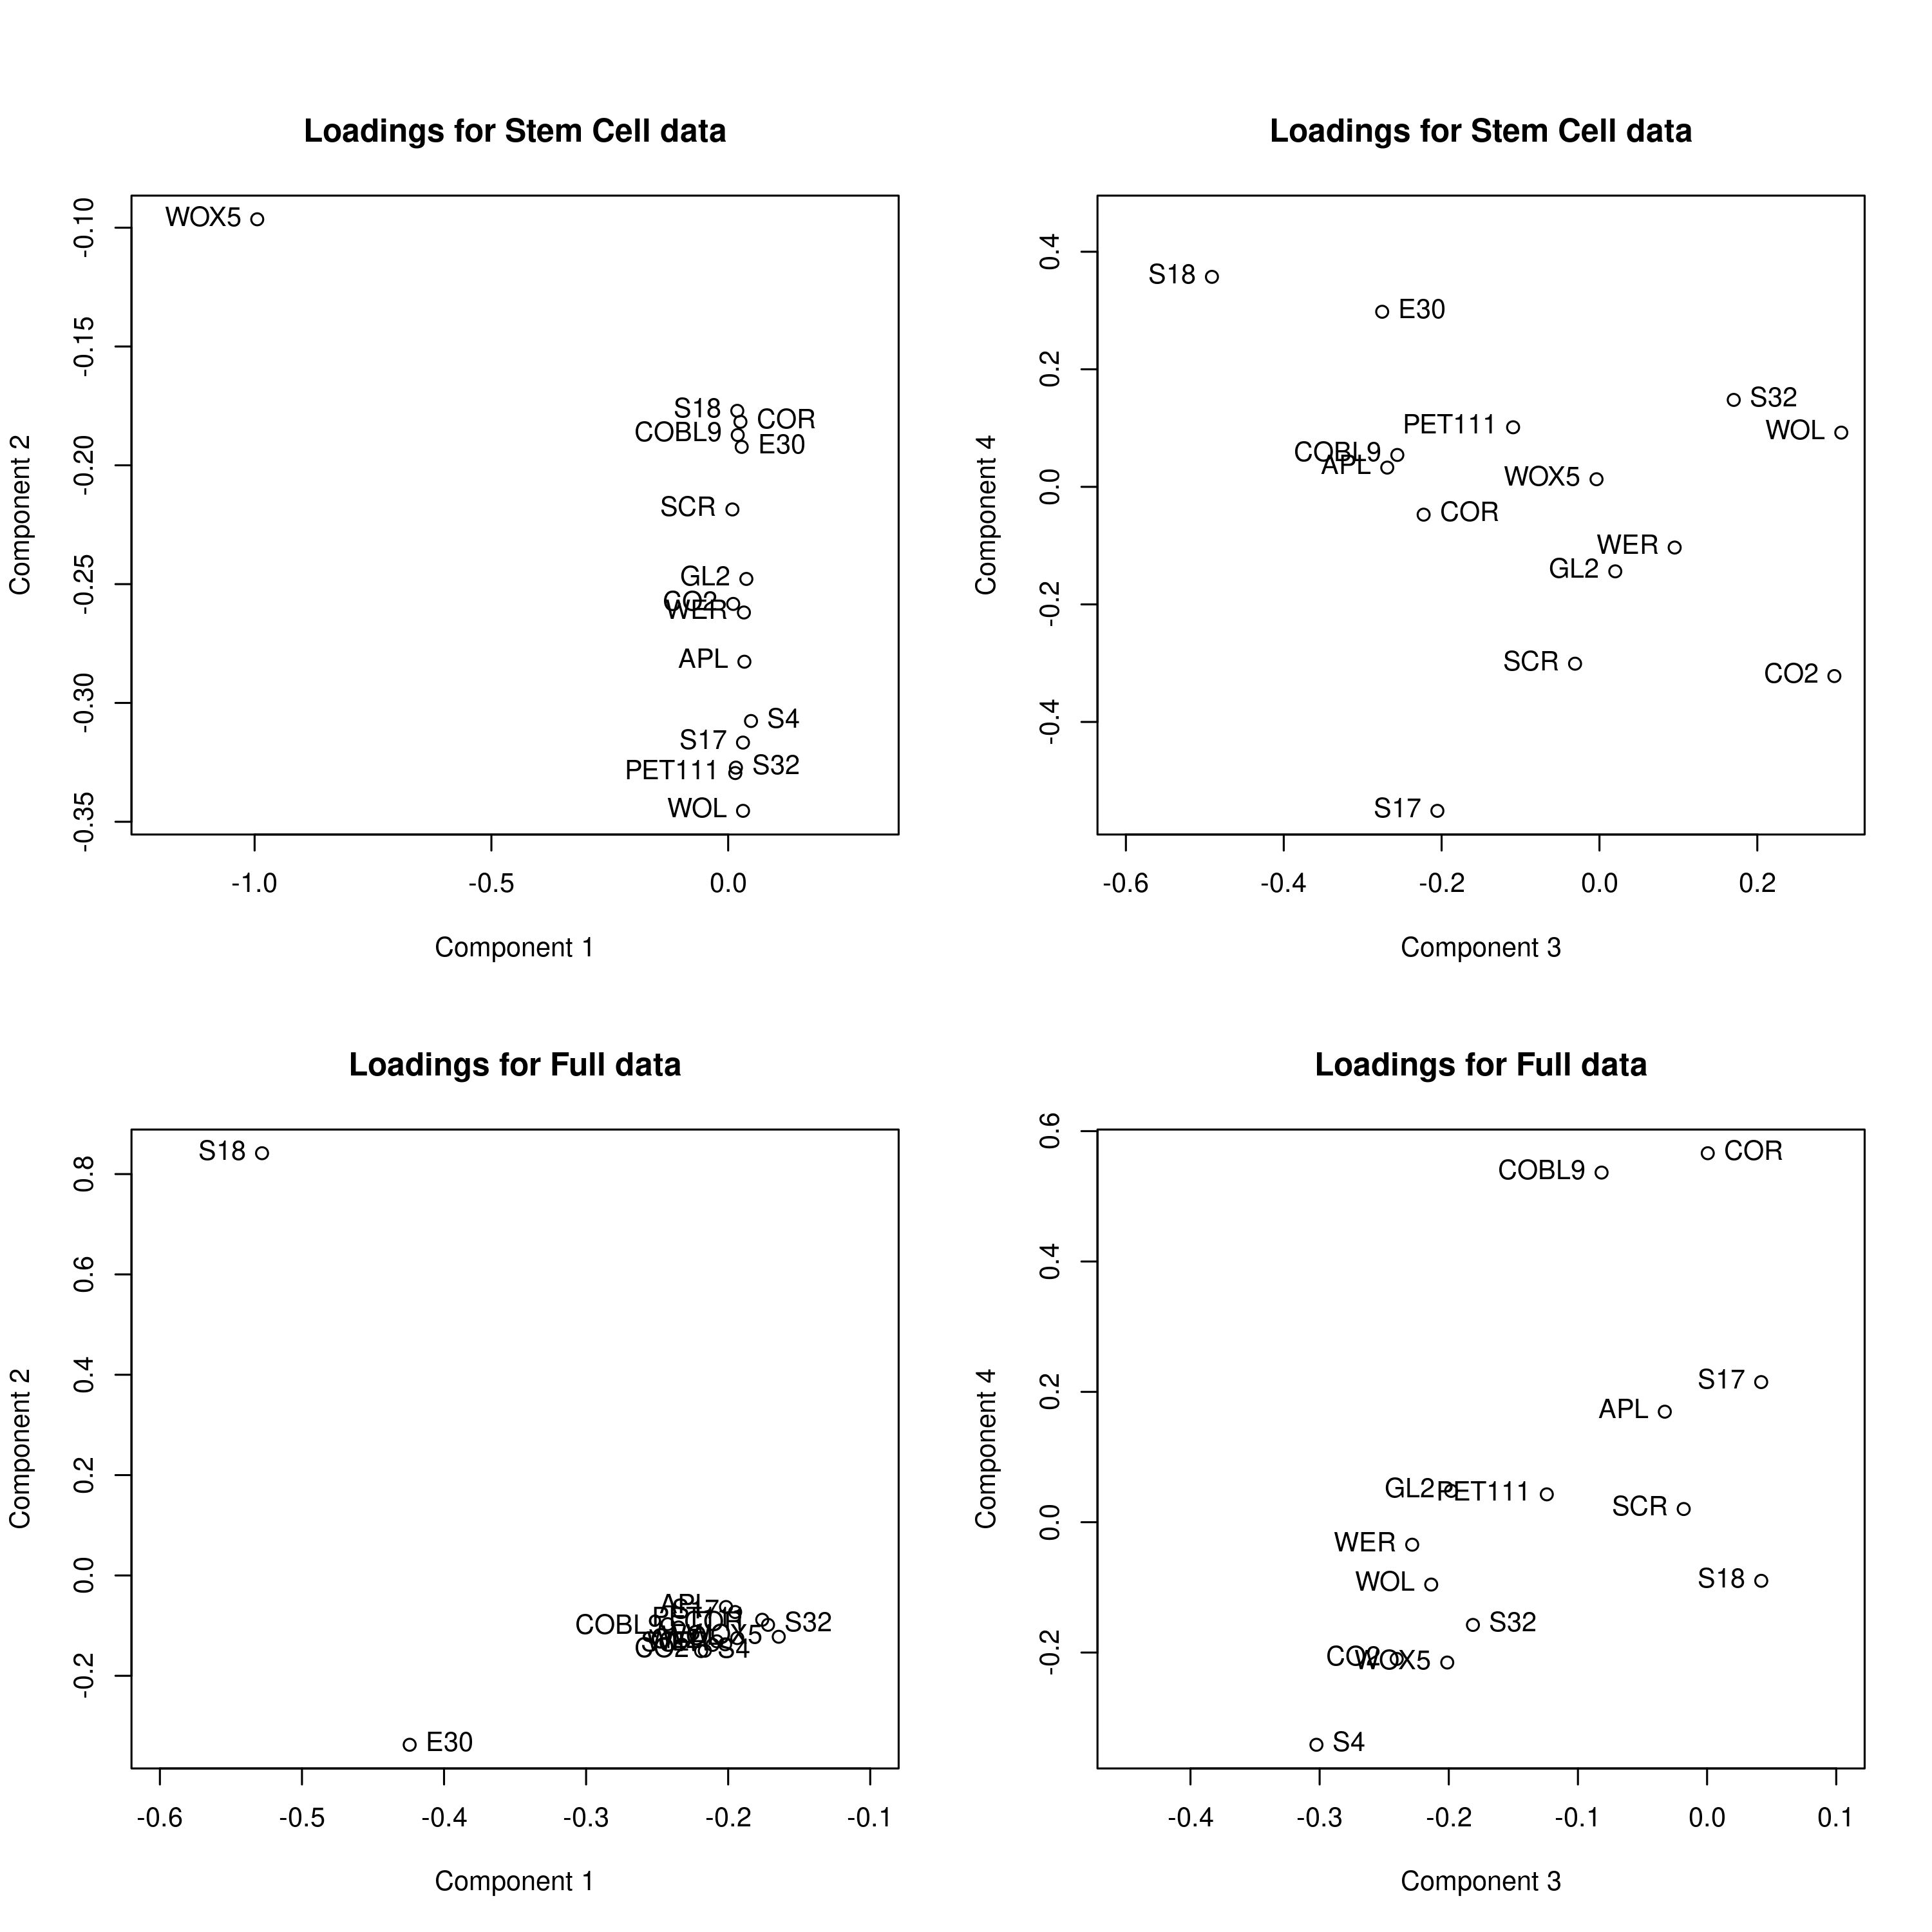 Loadings for Stem Cell data
Component 2
-0.10
-0.15
-0.20
-0.25
-0.30
-0.35
WOX5
S18
COR
COBL9
E30
SCR
GL2
CO2
WER
APL
S4
S17
S32
PET111
WOL
-1.0 -0.5 0.0
Component 1
Loadings for Stem Cell data
Component 4
0.4
0.2
0.0
-0.2
-0.4
S18
E30
S32
WOL
PET111
COBL9
APL
WOX5
COR
WER
GL2
SCR
CO2
S17
-0.6 -0.4 -0.2 0.0 0.2
Component 3
Loadings for Full data
Component 2
0.8
0.6
0.4
0.2
0.0
-0.2
S18
APL
COBL9
COR
S32
WOX5
CO2
S4
E30
-0.6 -0.5 -0.4 -0.3 -0.2 -0.1
Component 1
Loadings for Full data
Component 4
0.6
0.4
0.2
0.0
-0.2
COR
COBL9
S17
APL
GL2
PET111
SCR
WER
WOL
S18
S32
CO2
WOX5
S4
-0.4 -0.3 -0.2 -0.1 0.0 0.1
Component 3